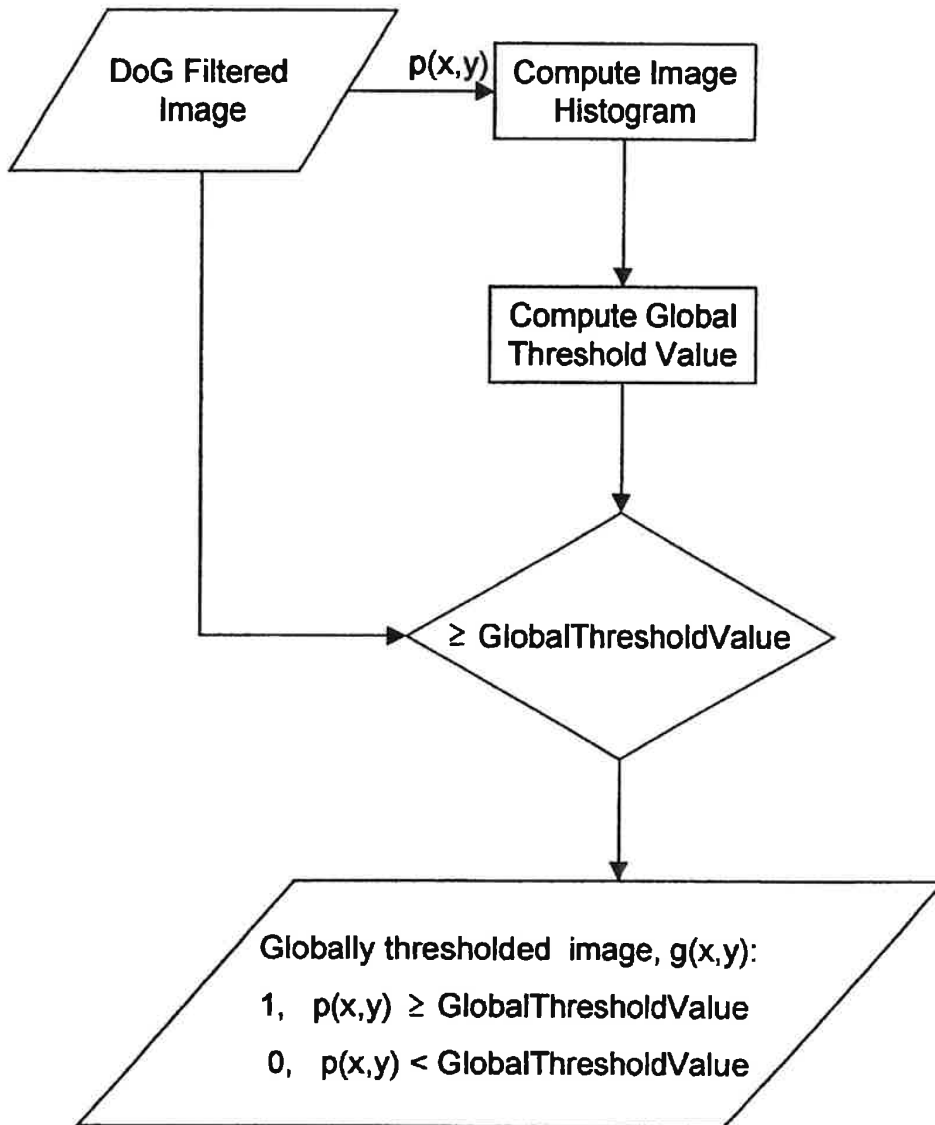 DoG Filtered
Image
p(x,y)
Compute Image
Histogram
Compute Global
Threshold Value
≥ GlobalThresholdValue
Globally thresholded image, g(x,y):
1, p(x,y) ≥ GlobalThresholdValue
0, p(x,y) < GlobalThresholdValue